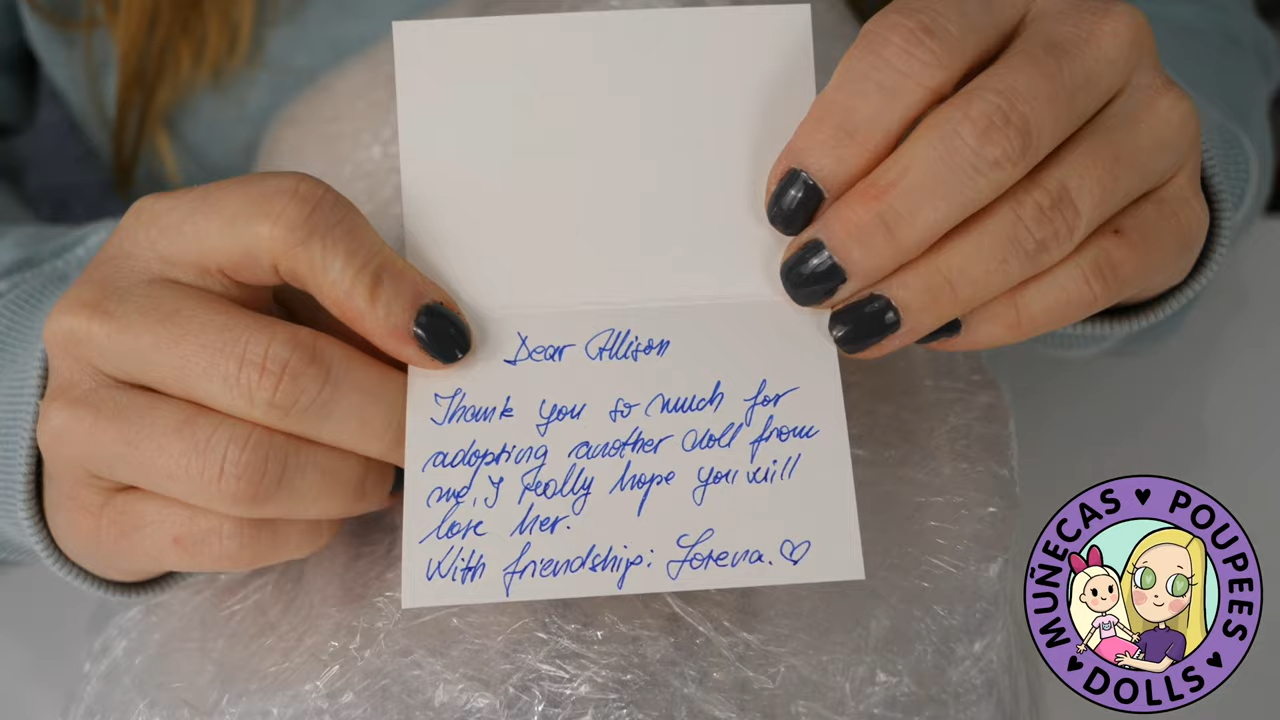 Dear Allison
Thank you so much for
adopting another doll from
me, I really hope you will
love her.
With friendship: Lorena. ♡
MUÑECAS ♥ POUPEES ♥ DOLLS ♥